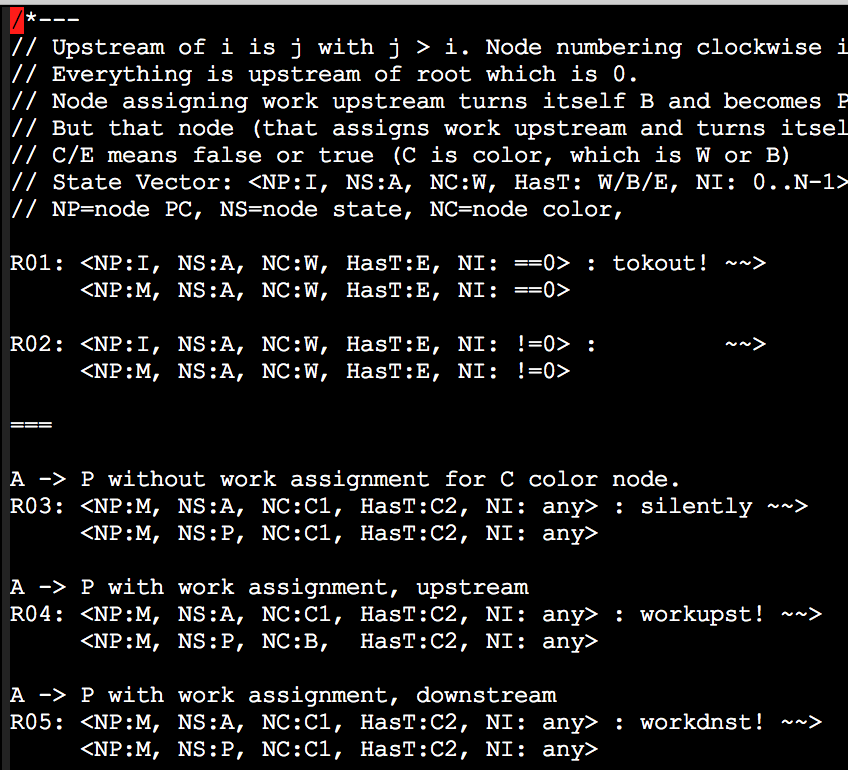 /*---
// Upstream of i is j with j > i. Node numbering clockwise i
// Everything is upstream of root which is 0.
// Node assigning work upstream turns itself B and becomes P
// But that node (that assigns work upstream and turns itsel
// C/E means false or true (C is color, which is W or B)
// State Vector: <NP:I, NS:A, NC:W, HasT: W/B/E, NI: 0..N-1>
// NP=node PC, NS=node state, NC=node color,
R01: <NP:I, NS:A, NC:W, HasT:E, NI: ==0> : tokout! ~~>
<NP:M, NS:A, NC:W, HasT:E, NI: ==0>
R02: <NP:I, NS:A, NC:W, HasT:E, NI: !=0> : ~~>
<NP:M, NS:A, NC:W, HasT:E, NI: !=0>
===
A -> P without work assignment for C color node.
R03: <NP:M, NS:A, NC:C1, HasT:C2, NI: any> : silently ~~>
<NP:M, NS:P, NC:C1, HasT:C2, NI: any>
A -> P with work assignment, upstream
R04: <NP:M, NS:A, NC:C1, HasT:C2, NI: any> : workupst! ~~>
<NP:M, NS:P, NC:B, HasT:C2, NI: any>
A -> P with work assignment, downstream
R05: <NP:M, NS:A, NC:C1, HasT:C2, NI: any> : workdnst! ~~>
<NP:M, NS:P, NC:C1, HasT:C2, NI: any>